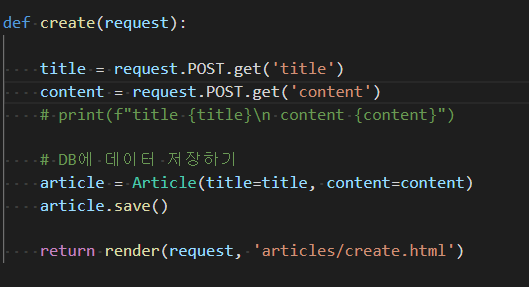 def create(request):
title = request.POST.get('title')
content = request.POST.get('content')
# print(f"title {title}\n content {content}")
# DB에 데이터 저장하기
article = Article(title=title, content=content)
article.save()
return render(request, 'articles/create.html')